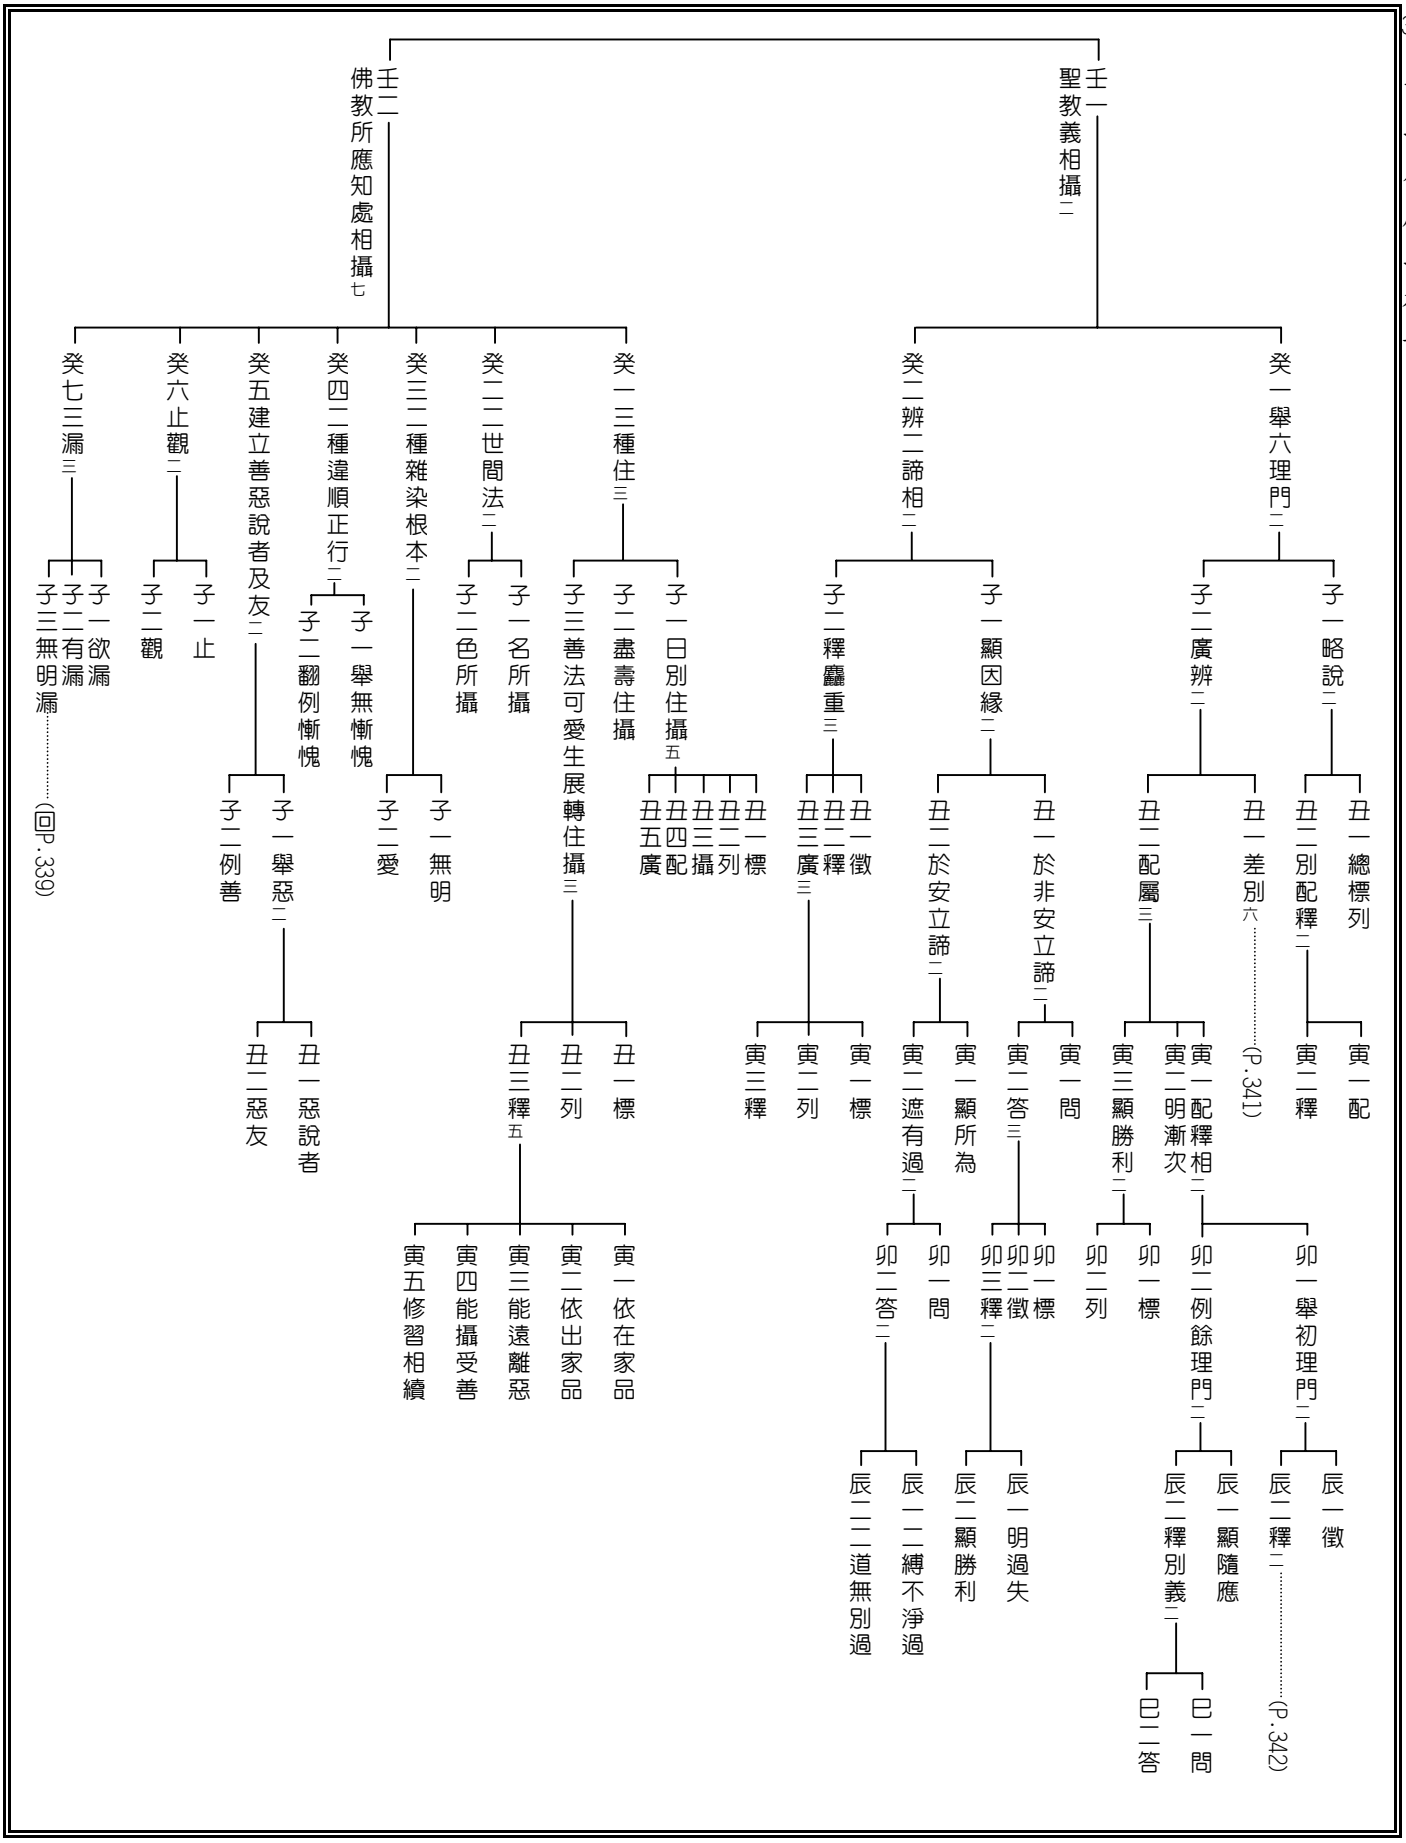 壬一
聖教義相攝二
癸一舉六理門二
子一略說二
丑一總標列
丑二別配釋二
寅一配
寅二釋
子二廣辨二
丑一差別六
(P.341)
丑二配屬三
寅一配釋相二
卯一舉初理門二
辰一徵
辰二釋二
(P.342)
卯二例餘理門二
辰一顯隨應
辰二釋別義二
巳一問
巳二答
寅二明漸次
寅三顯勝利二
卯一標
卯二列
癸二辨二諦相二
子一顯因緣二
丑一於非安立諦二
寅一問
寅二答三
卯一標
卯二徵
卯三釋二
辰一明過失
辰二顯勝利
丑二於安立諦二
寅一顯所為
寅二遮有過二
卯一問
卯二答二
辰一二縛不淨過
辰二二道無別過
子二釋麤重三
丑一徵
丑二釋
丑三廣三
寅一標
寅二列
寅三釋
壬二
佛教所應知處相攝七
癸一三種住三
子一日別住攝五
丑一標
丑二列
丑三攝
丑四配
丑五廣
子二盡壽住攝
子三善法可愛生展轉住攝三
丑一標
丑二列
丑三釋五
寅一依在家品
寅二依出家品
寅三能遠離惡
寅四能攝受善
寅五修習相續
癸二二世間法二
子一名所攝
子二色所攝
癸三二種雜染根本二
子一無明
子二愛
癸四二種違順正行二
子一舉無慚愧
子二翻例慚愧
癸五建立善惡說者及友二
子一舉惡二
丑一惡說者
丑二惡友
子二例善
癸六止觀二
子一止
子二觀
癸七三漏三
子一欲漏
子二有漏
子三無明漏
(回P.339)